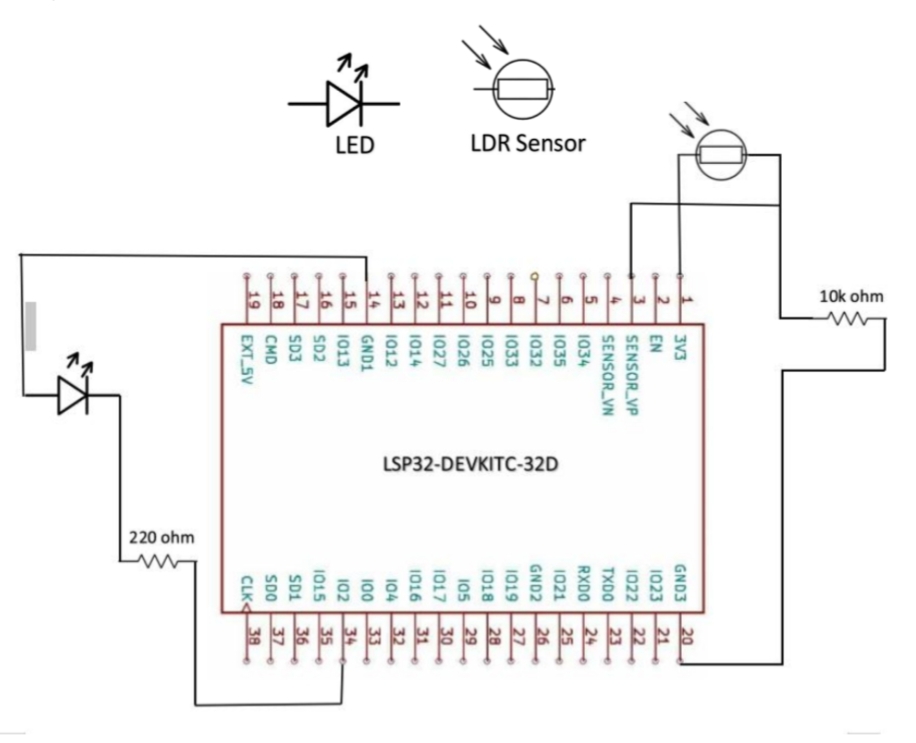 LED
LDR Sensor
10k ohm
19 18 17 16 15 14 13 12 11 10 9 8 7 6 5 4 3 2 1
EXT_5V CMD SD3 SD2 IO13 GND1 IO12 IO14 IO27 IO26 IO25 IO33 IO32 IO35 IO34 SENSOR_VN SENSOR_VP EN 3V3
LSP32-DEVKITC-32D
220 ohm
CLK SD0 SD1 IO15 IO2 IO0 IO4 IO16 IO17 IO5 IO18 IO19 GND2 IO21 RXD0 TXD0 IO22 IO23 GND3
38 37 36 35 34 33 32 31 30 29 28 27 26 25 24 23 22 21 20